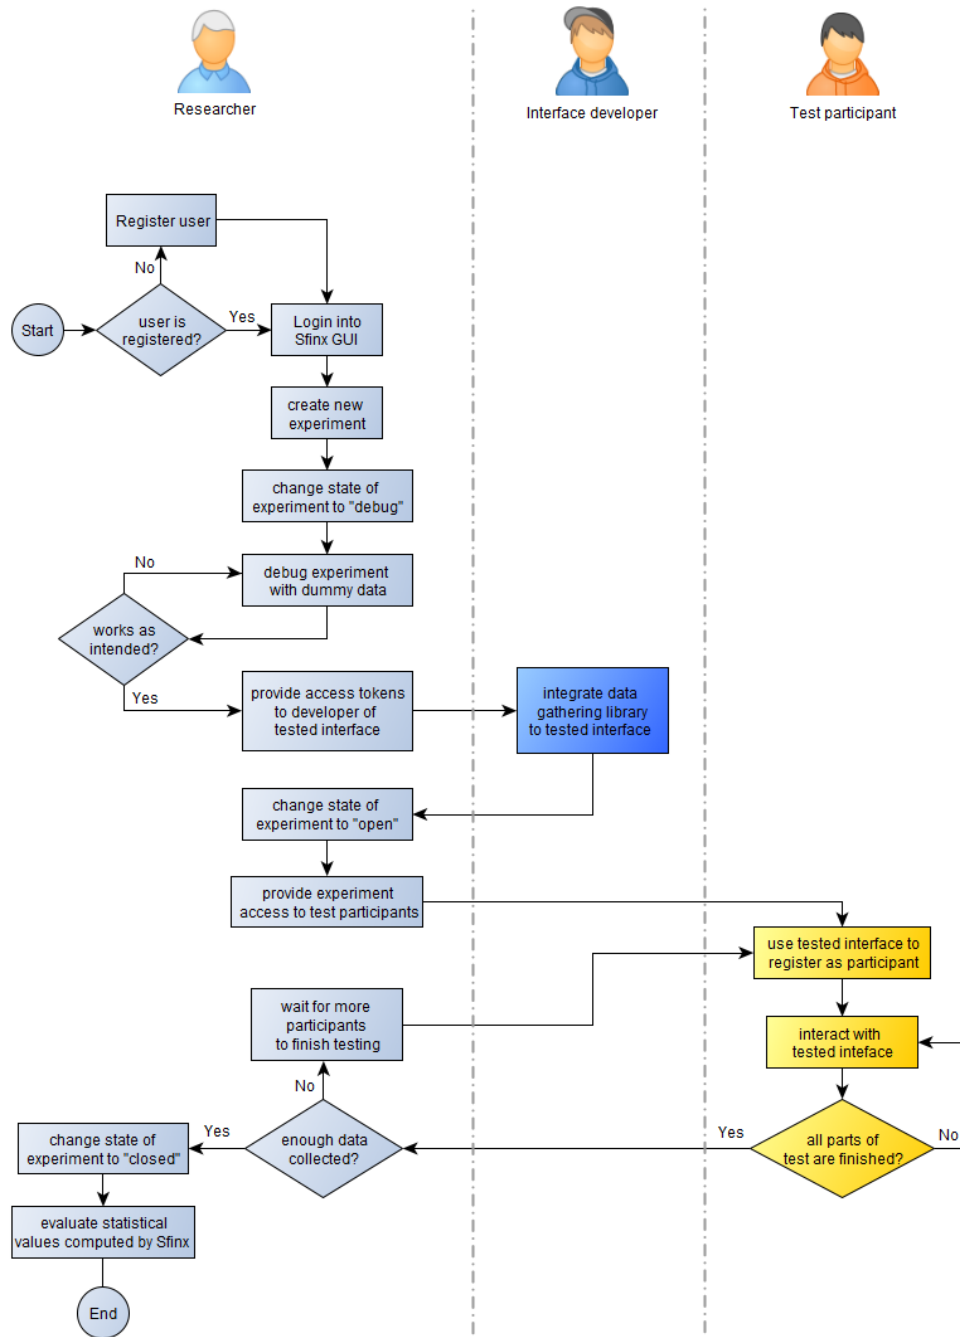 Researcher
Interface developer
Test participant
Register user
No
Start
user is
registered?
Yes
Login into
Sfinx GUI
create new
experiment
change state of
experiment to "debug"
No
debug experiment
with dummy data
works as
intended?
Yes
provide access tokens
to developer of
tested interface
integrate data
gathering library
to tested interface
change state of
experiment to "open"
provide experiment
access to test participants
use tested interface to
register as participant
wait for more
participants
to finish testing
interact with
tested inteface
No
enough data
collected?
Yes
Yes
all parts of
test are finished?
No
change state of
experiment to "closed"
evaluate statistical
values computed by Sfinx
End